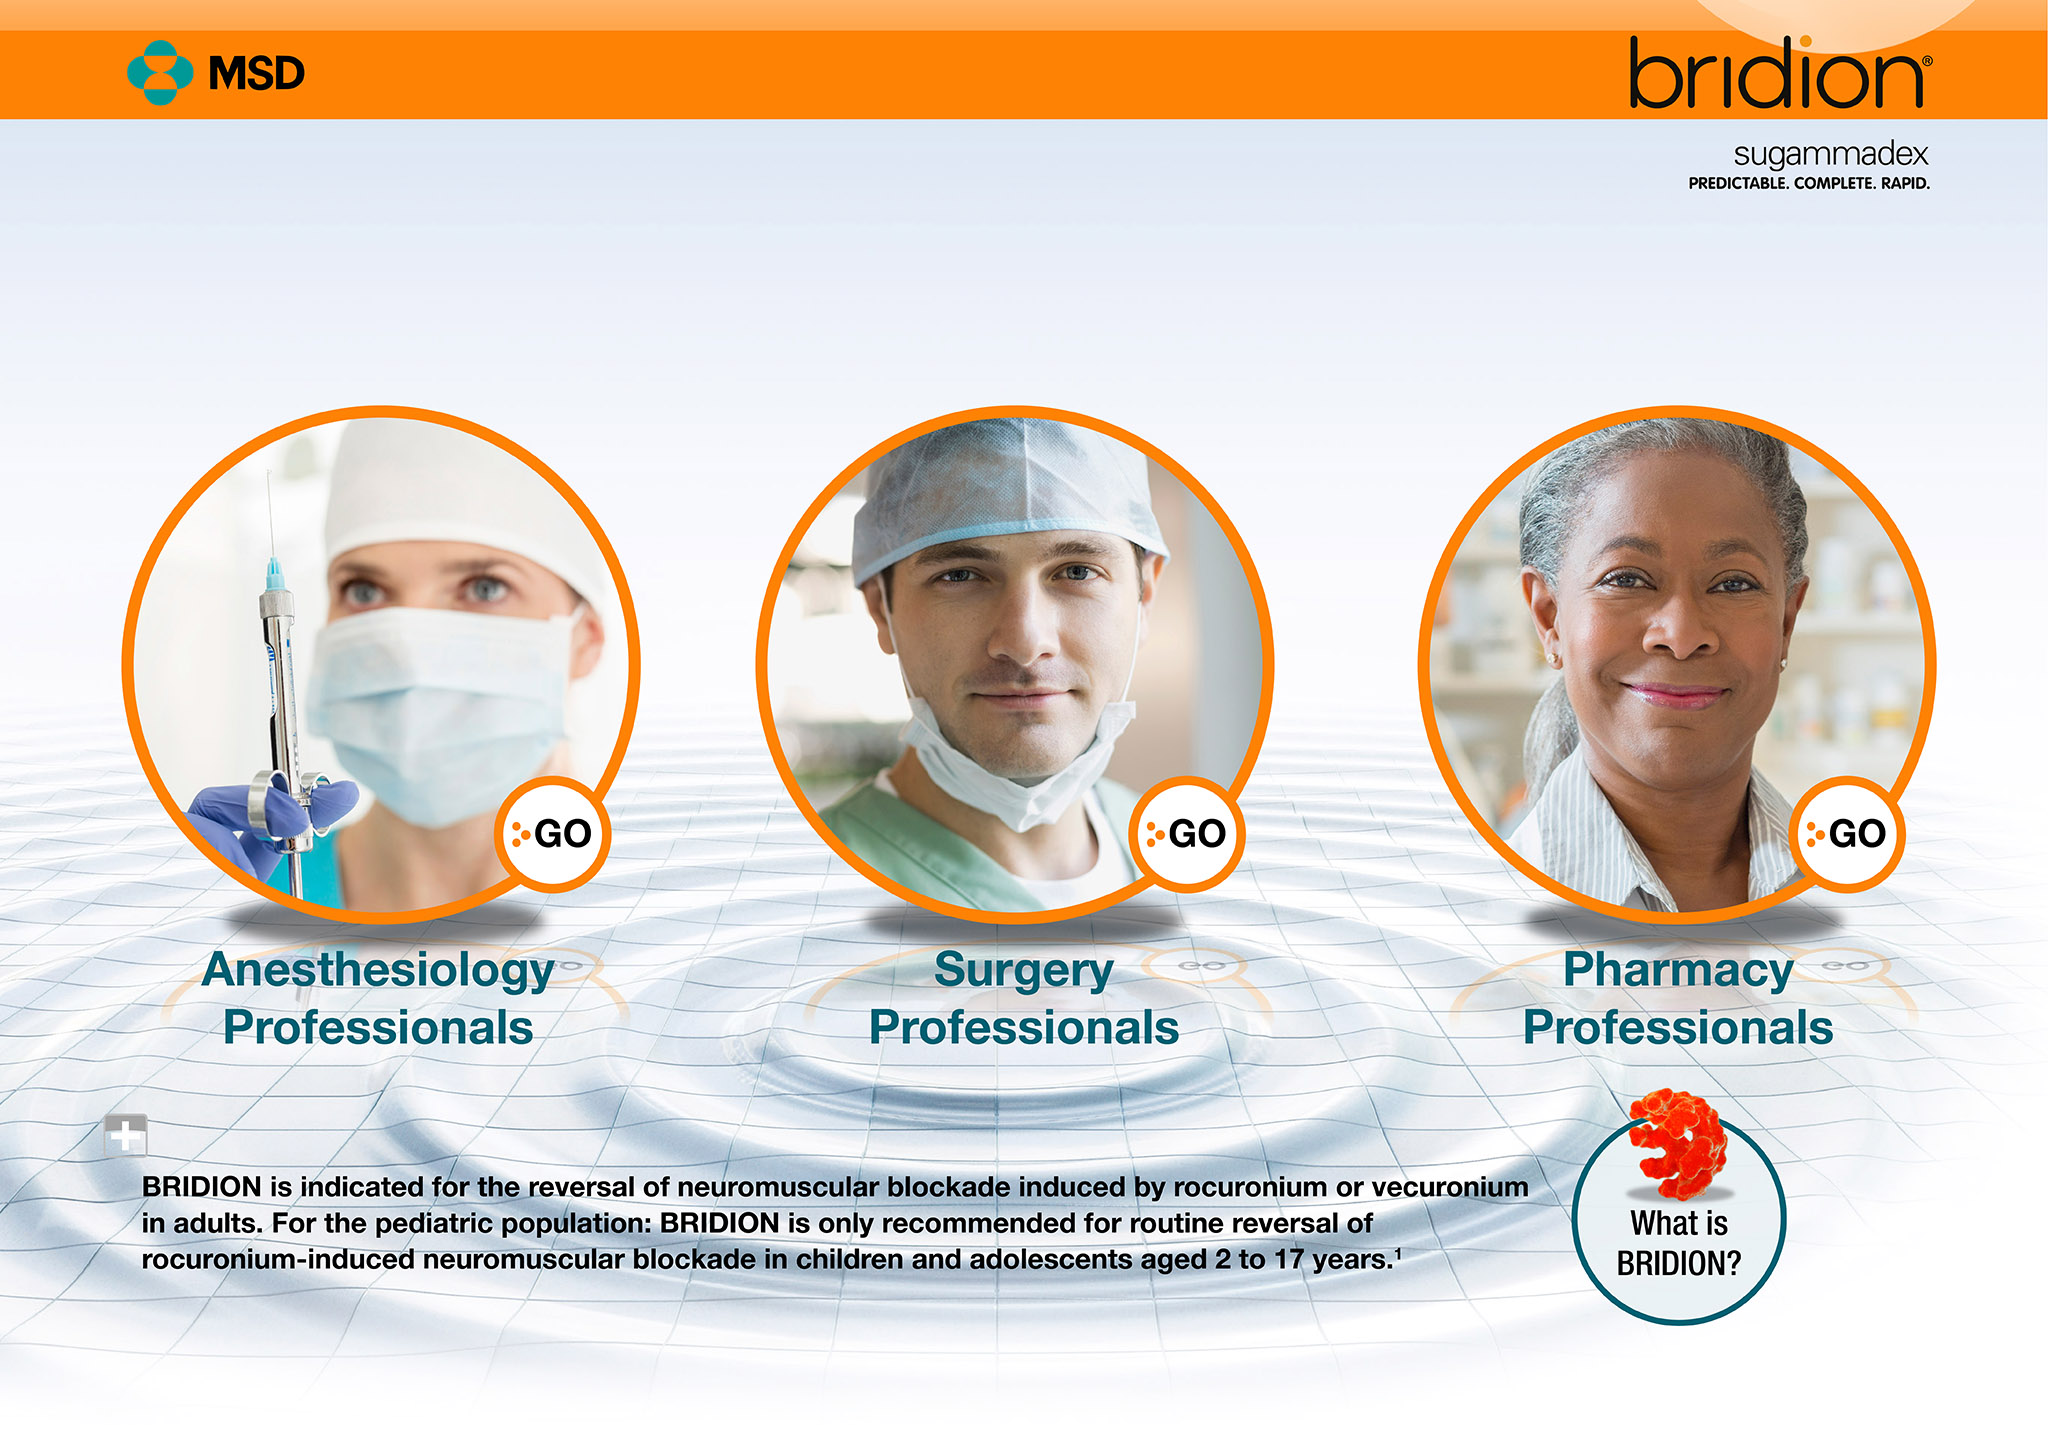 MSD
bridion®
sugammadex
PREDICTABLE. COMPLETE. RAPID.
GO
GO
GO
Anesthesiology
Professionals
Surgery
Professionals
Pharmacy
Professionals
BRIDION is indicated for the reversal of neuromuscular blockade induced by rocuronium or vecuronium
in adults. For the pediatric population: BRIDION is only recommended for routine reversal of
rocuronium-induced neuromuscular blockade in children and adolescents aged 2 to 17 years.¹
What is
BRIDION?